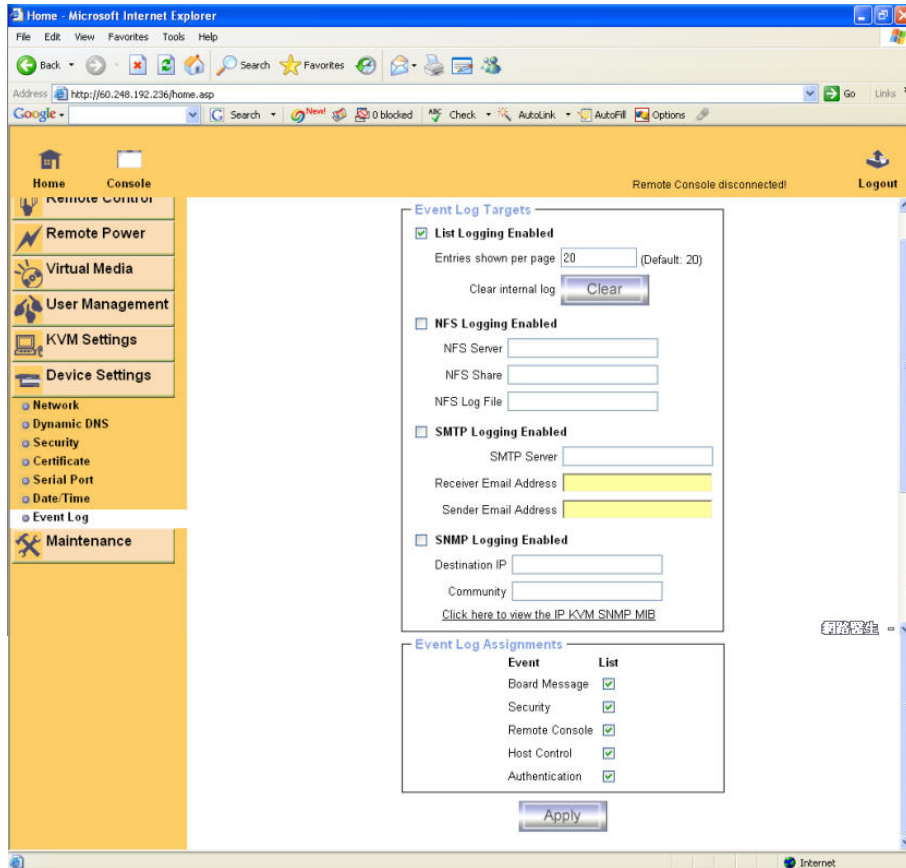 Home - Microsoft Internet Explorer
File Edit View Favorites Tools Help
Back Search Favorites
Address http://60.248.192.236/home.asp Go Links
Google Search New! 0 blocked Check AutoLink AutoFill Options
Home Console Remote Console disconnected! Logout
Remote Control
Remote Power
Virtual Media
User Management
KVM Settings
Device Settings
Network
Dynamic DNS
Security
Certificate
Serial Port
Date/Time
Event Log
Maintenance
Event Log Targets
List Logging Enabled
Entries shown per page 20 (Default: 20)
Clear internal log Clear
NFS Logging Enabled
NFS Server
NFS Share
NFS Log File
SMTP Logging Enabled
SMTP Server
Receiver Email Address
Sender Email Address
SNMP Logging Enabled
Destination IP
Community
Click here to view the IP KVM SNMP MIB
Event Log Assignments
Event List
Board Message
Security
Remote Console
Host Control
Authentication
Apply
Internet